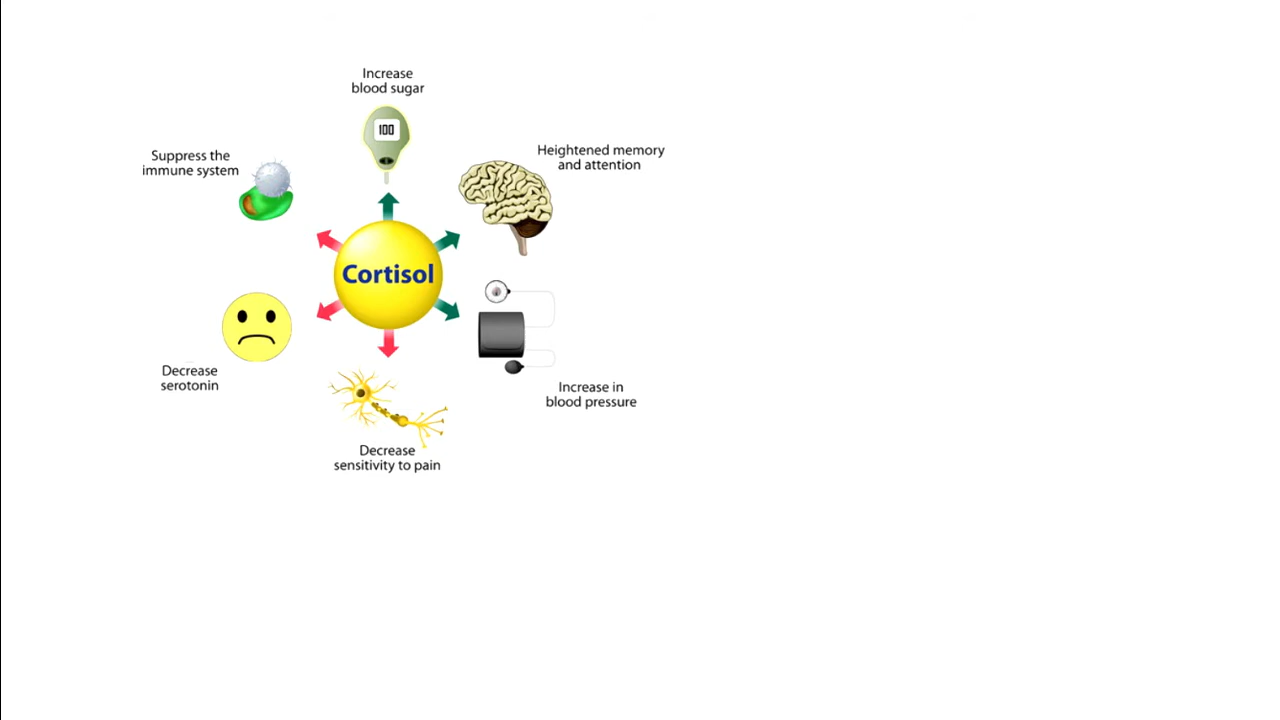 Increase
blood sugar
100
Heightened memory
and attention
Suppress the
immune system
Cortisol
Decrease
serotonin
Increase in
blood pressure
Decrease
sensitivity to pain